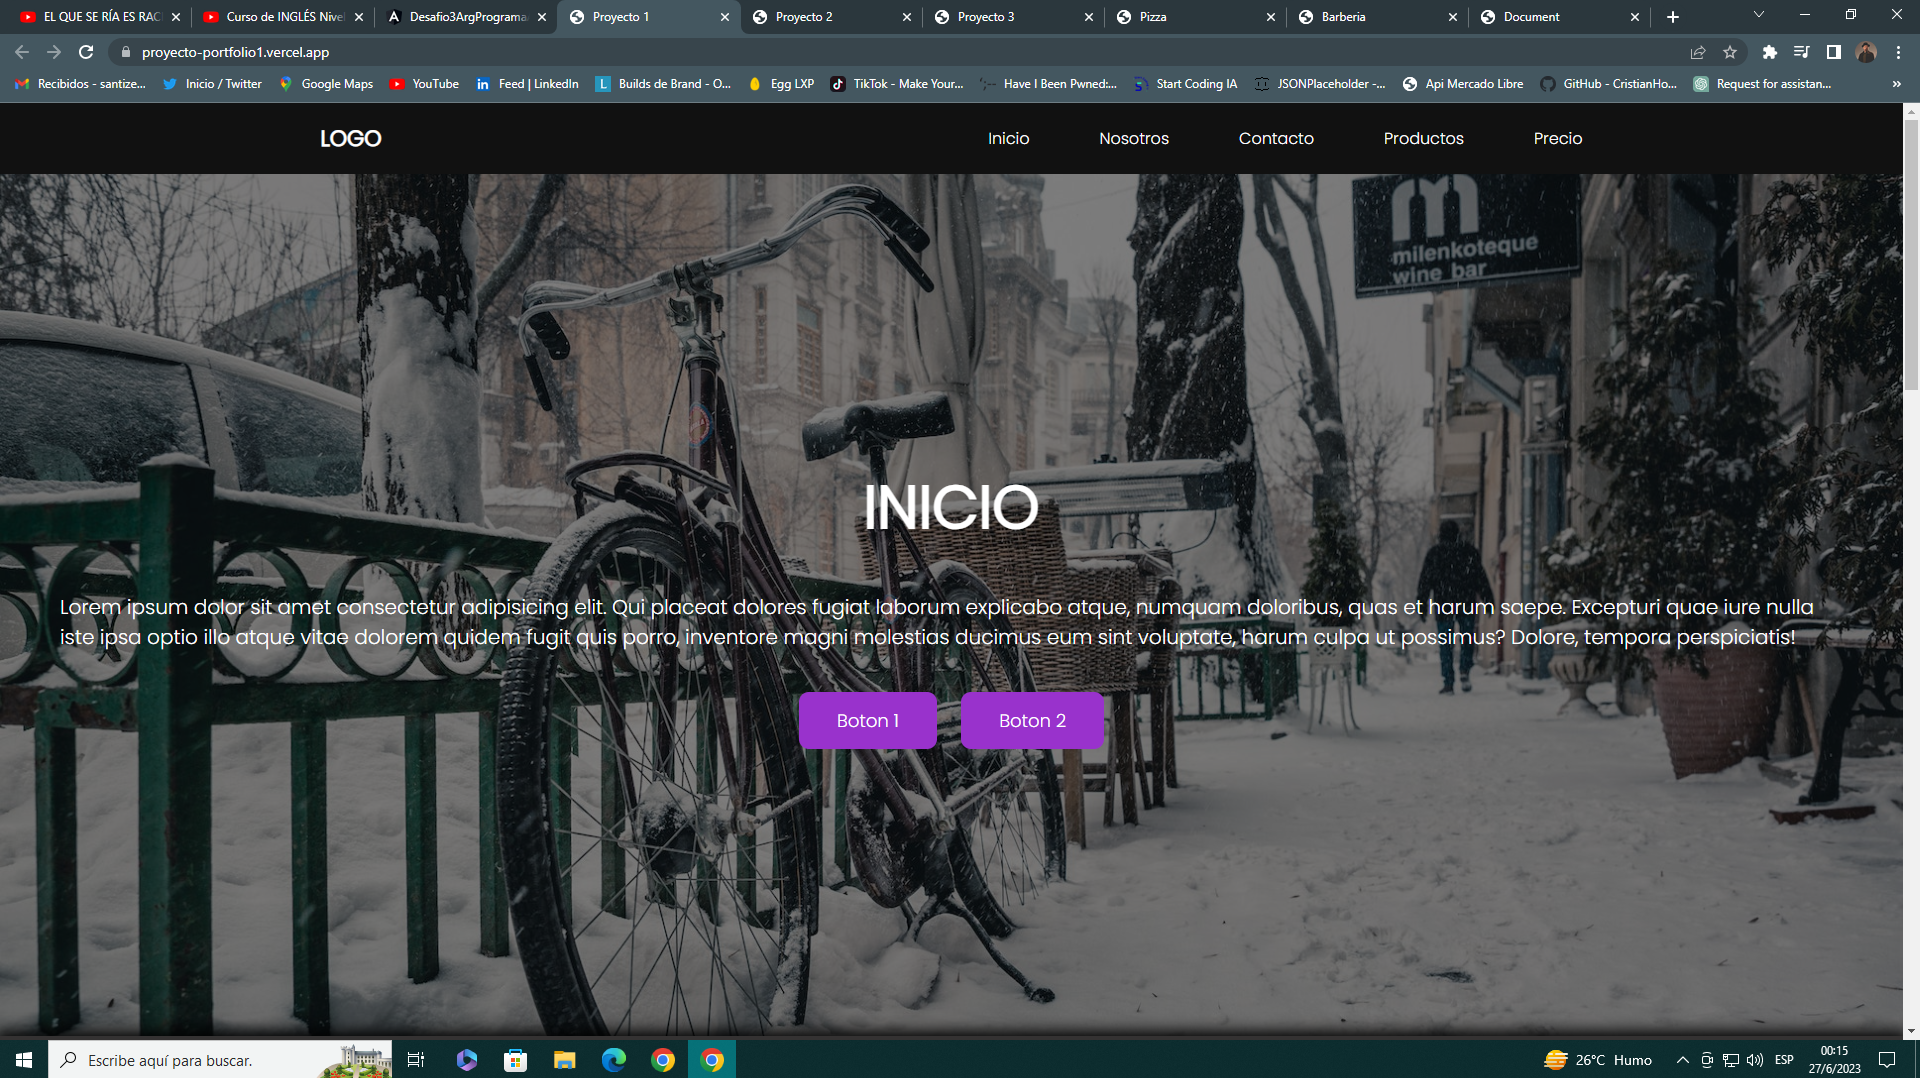 EL QUE SE RÍA ES RAC
Curso de INGLÉS Nive
Desafio3ArgPrograma
Proyecto 1
Proyecto 2
Proyecto 3
Pizza
Barberia
Document
proyecto-portfolio1.vercel.app
Recibidos - santize...
Inicio / Twitter
Google Maps
YouTube
Feed | LinkedIn
Builds de Brand - O...
Egg LXP
TikTok - Make Your...
Have I Been Pwned:...
Start Coding IA
JSONPlaceholder -...
Api Mercado Libre
GitHub - CristianHo...
Request for assistan...
LOGO
Inicio
Nosotros
Contacto
Productos
Precio
m
milenkoteque
wine bar
INICIO
Lorem ipsum dolor sit amet consectetur adipisicing elit. Qui placeat dolores fugiat laborum explicabo atque, numquam doloribus, quas et harum saepe. Excepturi quae iure nulla
iste ipsa optio illo atque vitae dolorem quidem fugit quis porro, inventore magni molestias ducimus eum sint voluptate, harum culpa ut possimus? Dolore, tempora perspiciatis!
Boton 1
Boton 2
Escribe aquí para buscar.
26°C Humo
ESP
00:15
27/6/2023